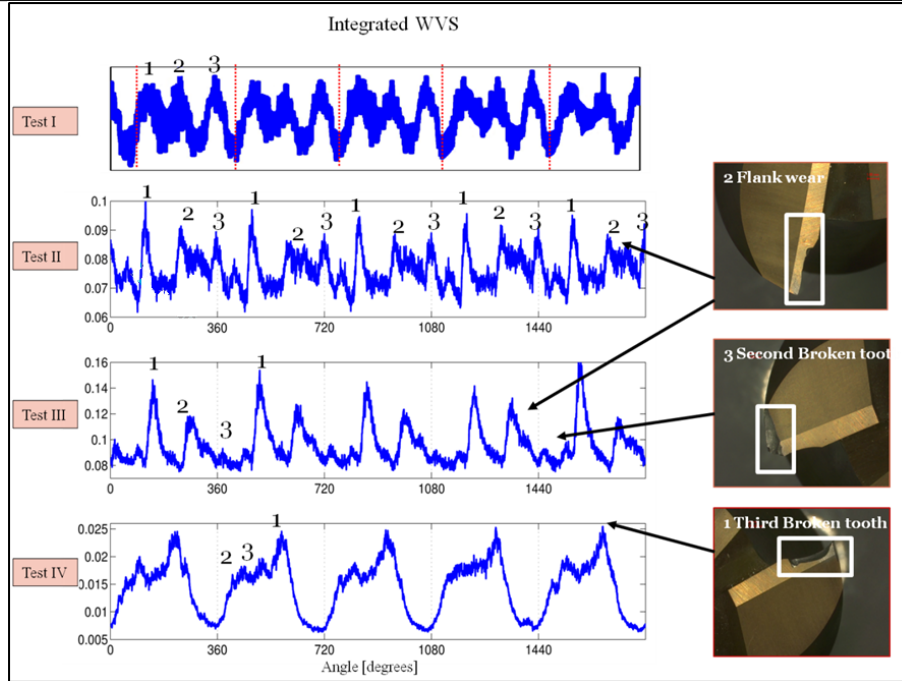 Integrated WVS
1 2 3
Test I
0.1
0.09
0.08
0.07
0.06
0 360 720 1080 1440
1 2 3 1 2 3 1 2 3 1 2 3 1 2 3
Test II
2 Flank wear
0.16
0.14
0.12
0.1
0.08
0 360 720 1080 1440
1 2 3 1
Test III
3 Second Broken toot
0.025
0.02
0.015
0.01
0.005
0 360 720 1080 1440
2 3 1
Test IV
1 Third Broken tooth
Angle [degrees]